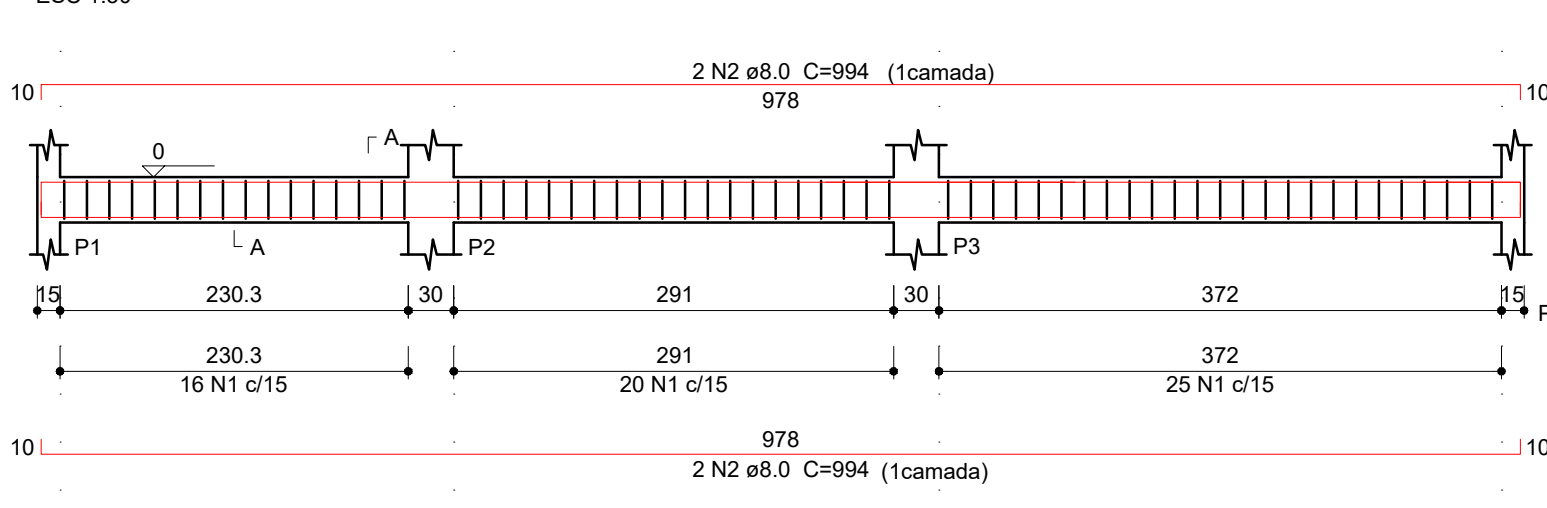 2 N2 ø8.0 C=994 (1camada)
10 978 10
A
0
P1 A P2 P3
15 230.3 30 291 30 372 15
230.3 291 372
16 N1 c/15 20 N1 c/15 25 N1 c/15
10 978 10
2 N2 ø8.0 C=994 (1camada)